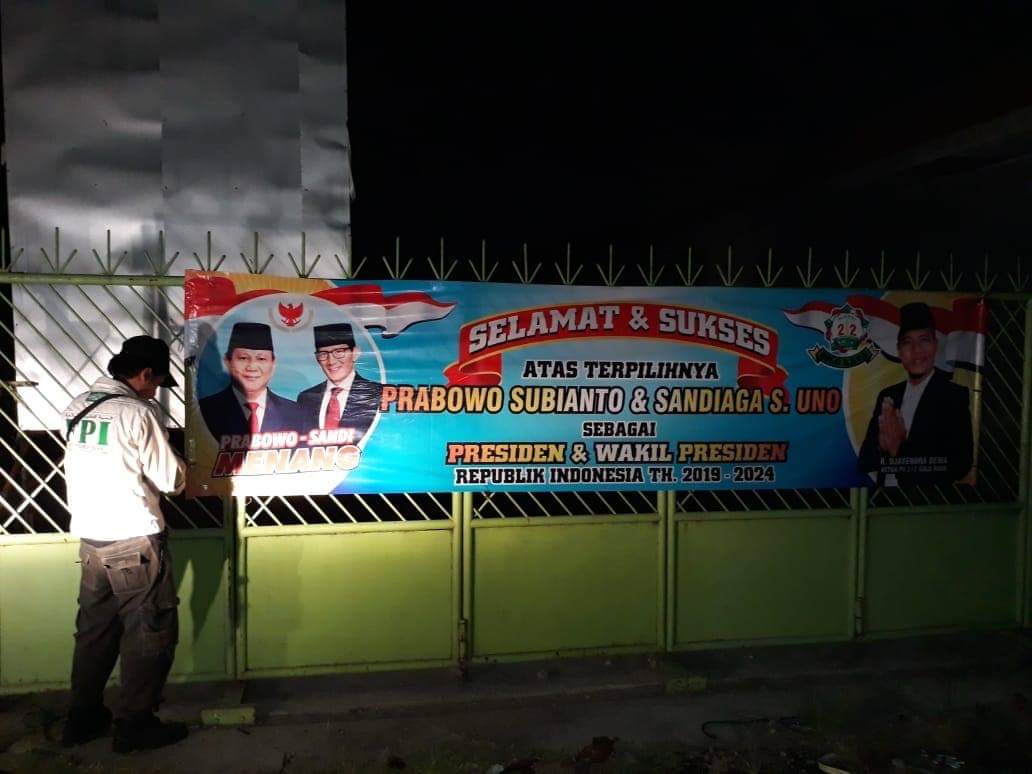 SELAMAT & SUKSES
ATAS TERPILIHNYA
PRABOWO SUBIANTO & SANDIAGA S. UNO
SEBAGAI
PRESIDEN & WAKIL PRESIDEN
REPUBLIK INDONESIA TH. 2019 - 2024
PRABOWO - SANDI
MENANG
22
PI